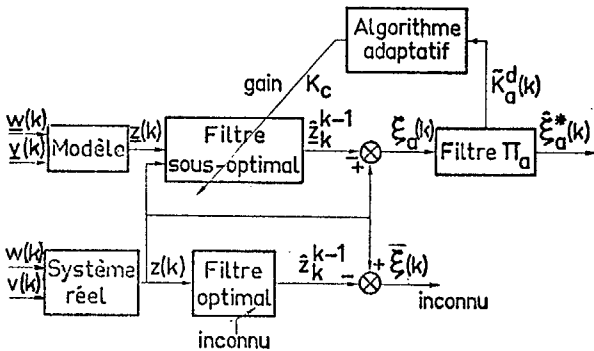 Algorithme
adaptatif
gain K_c
K̃_a^d(k)
w(k)
v(k)
Modèle
z(k)
Filtre
sous-optimal
ẑ_k^{k-1}
-
+
ξ_a(k)
Filtre Π_a
ξ̂_a^*(k)
w(k)
v(k)
Système
réel
z(k)
Filtre
optimal
ẑ_k^{k-1}
-
+
ξ̄(k)
inconnu
inconnu